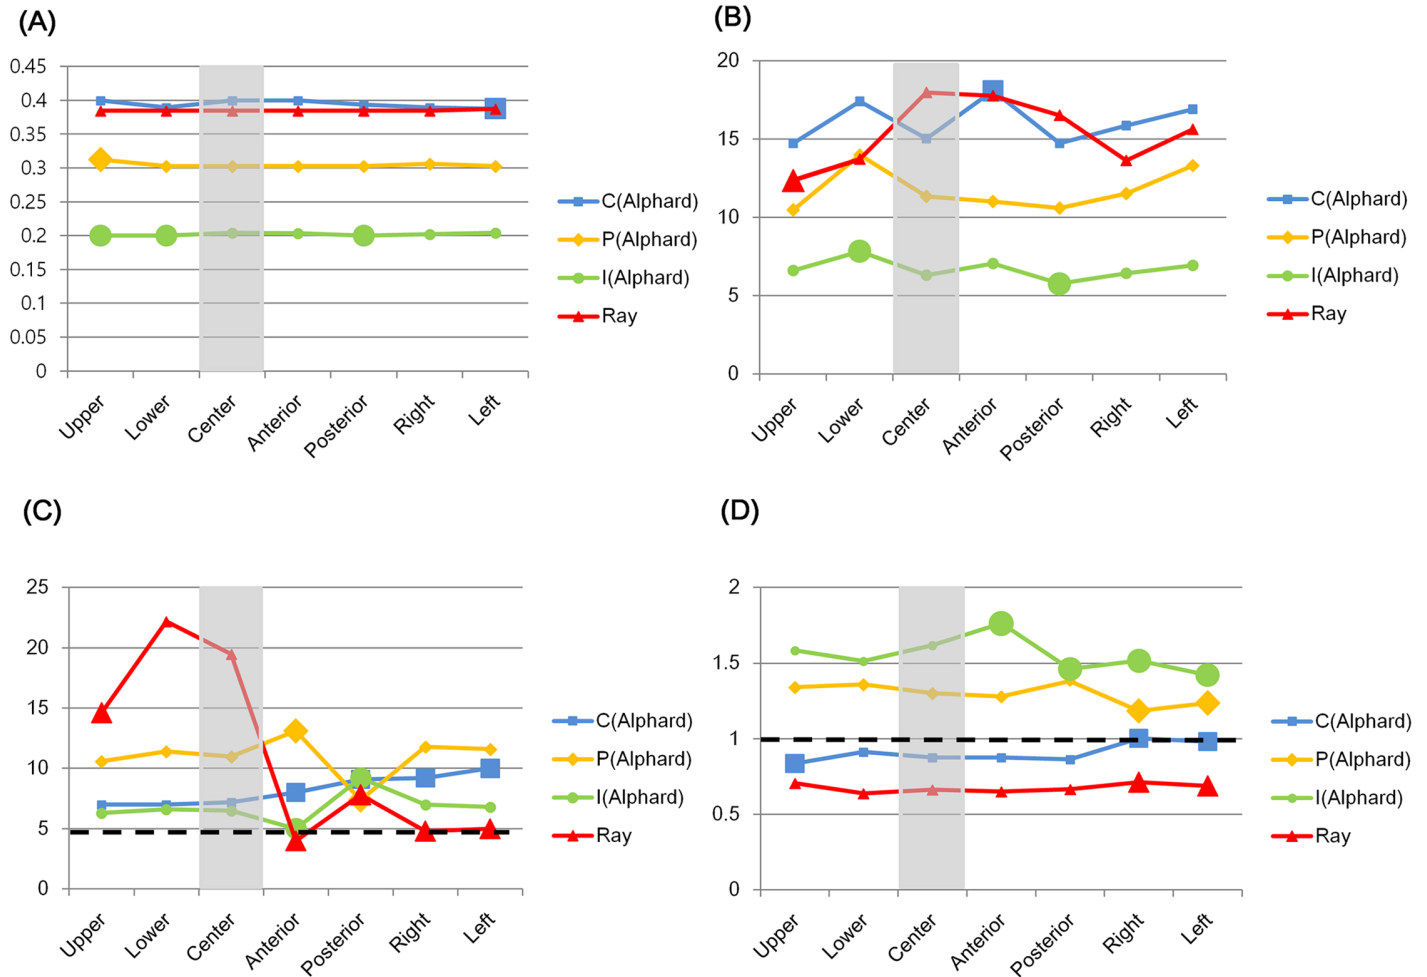 (A)
0.45
0.4
0.35
0.3
0.25
0.2
0.15
0.1
0.05
0
Upper
Lower
Center
Anterior
Posterior
Right
Left
C(Alphard)
P(Alphard)
I(Alphard)
Ray
(B)
20
15
10
5
0
Upper
Lower
Center
Anterior
Posterior
Right
Left
C(Alphard)
P(Alphard)
I(Alphard)
Ray
(C)
25
20
15
10
5
0
Upper
Lower
Center
Anterior
Posterior
Right
Left
C(Alphard)
P(Alphard)
I(Alphard)
Ray
(D)
2
1.5
1
0.5
0
Upper
Lower
Center
Anterior
Posterior
Right
Left
C(Alphard)
P(Alphard)
I(Alphard)
Ray